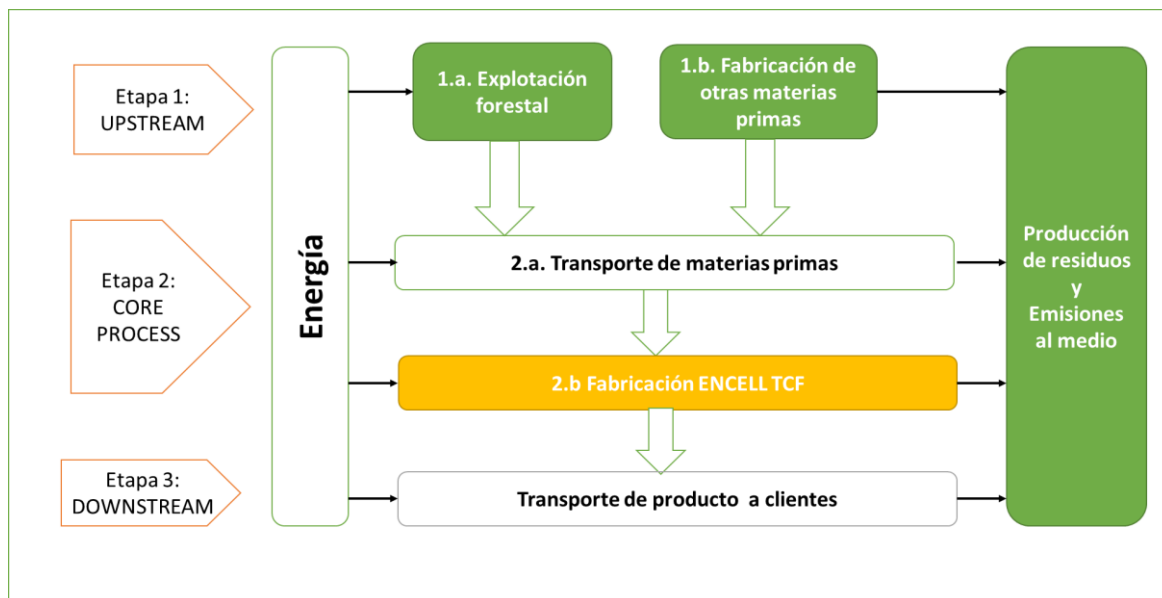 Etapa 1:
UPSTREAM
1.a. Explotación
forestal
1.b. Fabricación de
otras materias
primas
Energía
Etapa 2:
CORE
PROCESS
2.a. Transporte de materias primas
2.b Fabricación ENCELL TCF
Producción
de residuos
y
Emisiones
al medio
Etapa 3:
DOWNSTREAM
Transporte de producto a clientes